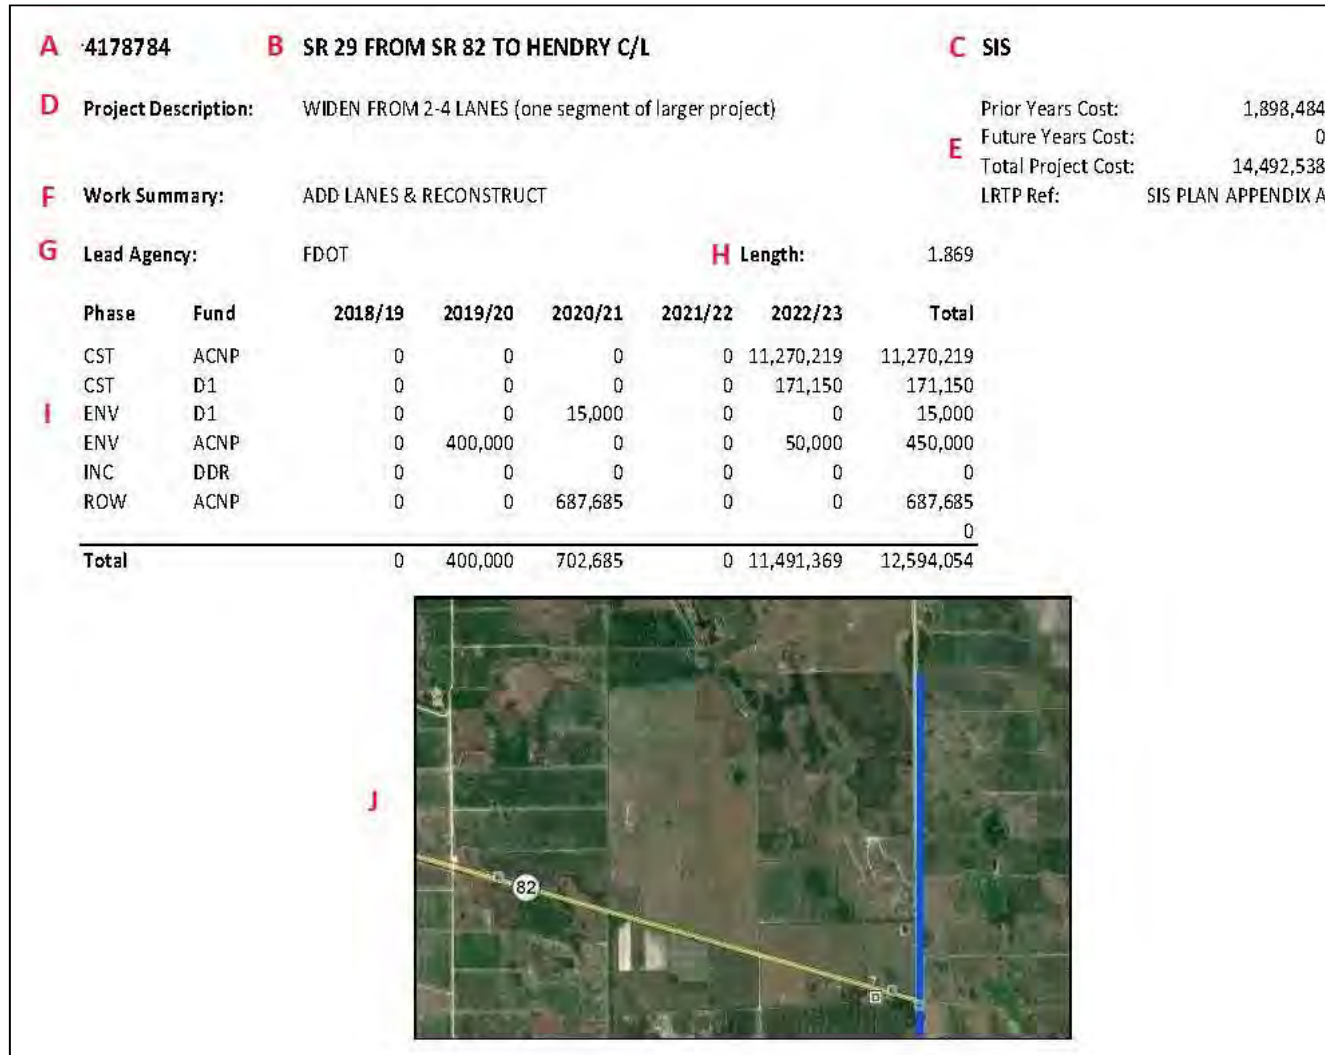 A 4178784 B SR 29 FROM SR 82 TO HENDRY C/L C SIS
D Project Description: WIDEN FROM 2-4 LANES (one segment of larger project) Prior Years Cost: 1,898,484
Future Years Cost: 0
E Total Project Cost: 14,492,538
F Work Summary: ADD LANES & RECONSTRUCT LRTP Ref: SIS PLAN APPENDIX A
G Lead Agency: FDOT H Length: 1.869
Phase Fund 2018/19 2019/20 2020/21 2021/22 2022/23 Total
CST ACNP 0 0 0 0 11,270,219 11,270,219
CST D1 0 0 0 0 171,150 171,150
I ENV D1 0 0 15,000 0 0 15,000
ENV ACNP 0 400,000 0 0 50,000 450,000
INC DDR 0 0 0 0 0 0
ROW ACNP 0 0 687,685 0 0 687,685
0
Total 0 400,000 702,685 0 11,491,369 12,594,054
J
82